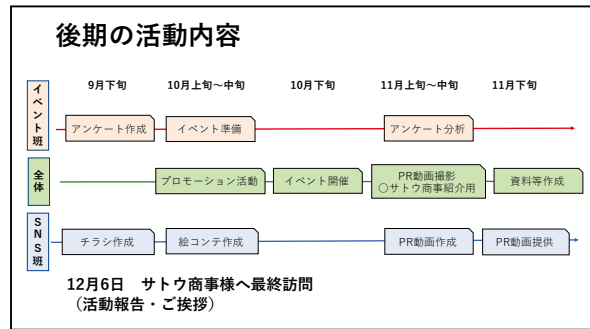 後期の活動内容
9月下旬 10月上旬～中旬 10月下旬 11月上旬～中旬 11月下旬
イベント班
アンケート作成 イベント準備 アンケート分析
全体
プロモーション活動 イベント開催 PR動画撮影 資料等作成
○サトウ商事紹介用
SNS班
チラシ作成 絵コンテ作成 PR動画作成 PR動画提供
12月6日 サトウ商事様へ最終訪問
（活動報告・ご挨拶）